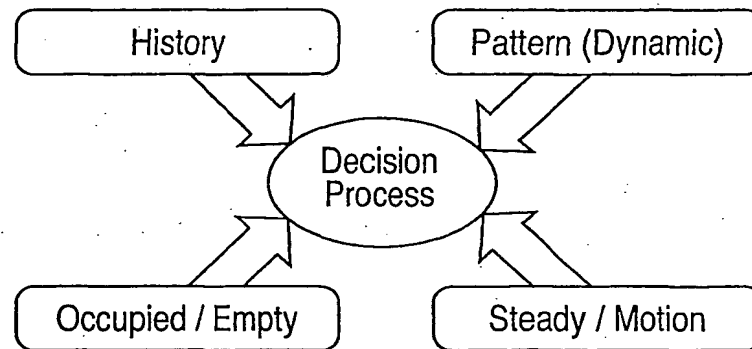 History
Pattern (Dynamic)
Decision
Process
Occupied / Empty
Steady / Motion